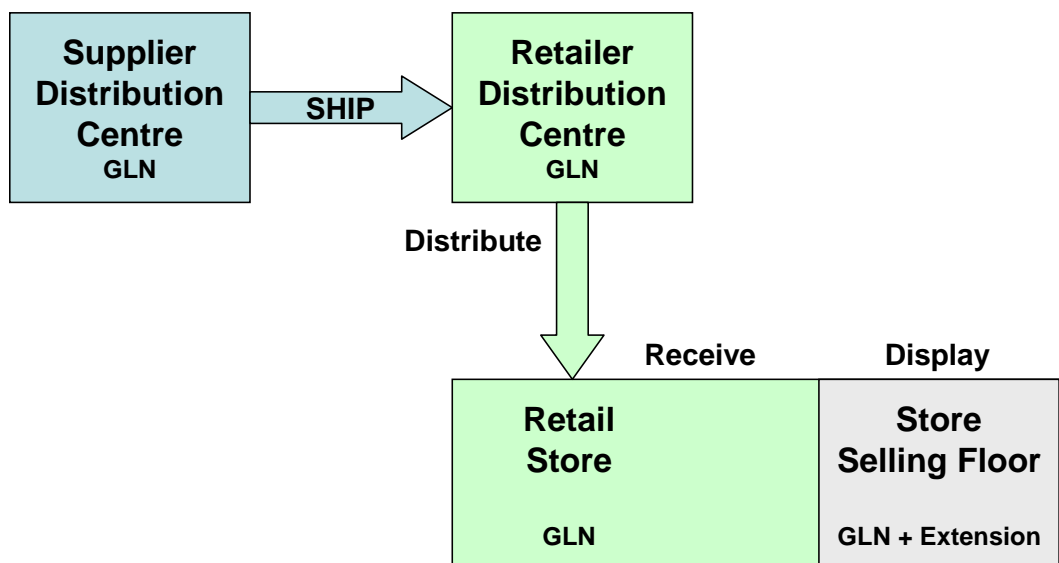 Supplier
Distribution
Centre
GLN
SHIP
Retailer
Distribution
Centre
GLN
Distribute
Receive
Display
Retail
Store
GLN
Store
Selling Floor
GLN + Extension